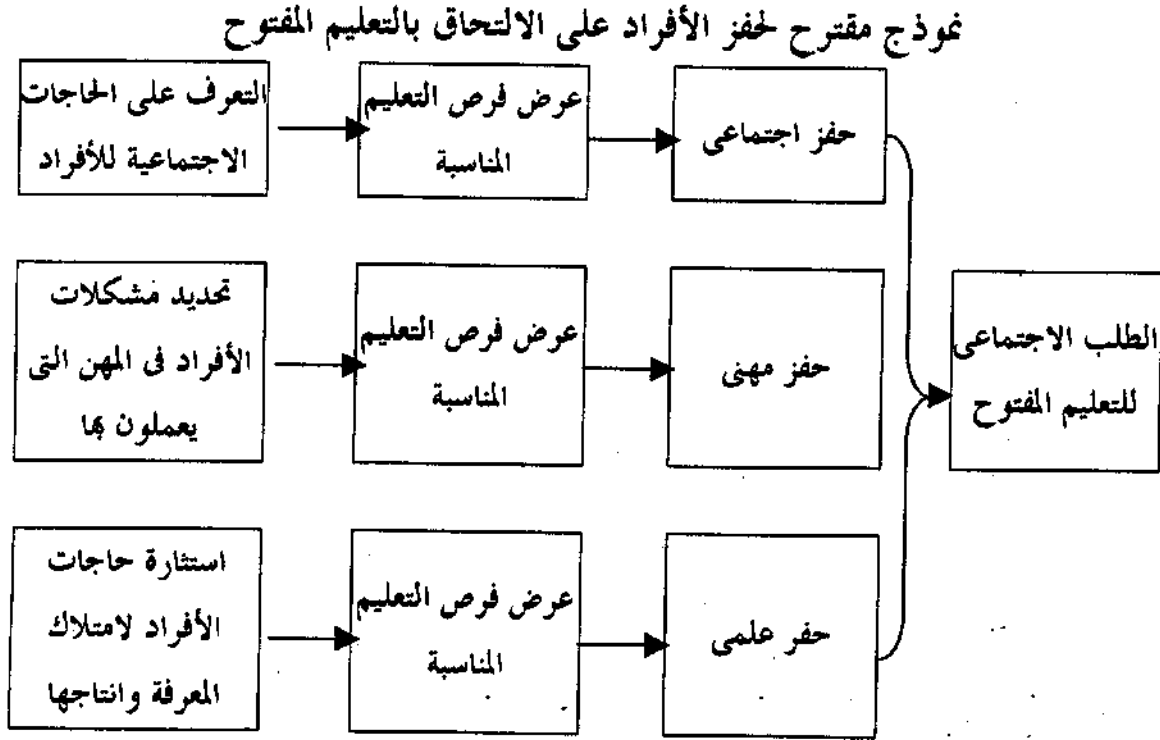 نموذج مقترح لحفز الأفراد على الالتحاق بالتعليم المفتوح
التعرف على الحاجات
الاجتماعية للأفراد
عرض فرص التعليم
المناسبة
حفز اجتماعى
تحديد مشكلات
الأفراد فى المهن التى
يعملون بها
عرض فرص التعليم
المناسبة
حفز مهنى
الطلب الاجتماعى
للتعليم المفتوح
استثارة حاجات
الأفراد لامتلاك
المعرفة وانتاجها
عرض فرص التعليم
المناسبة
حفر علمى